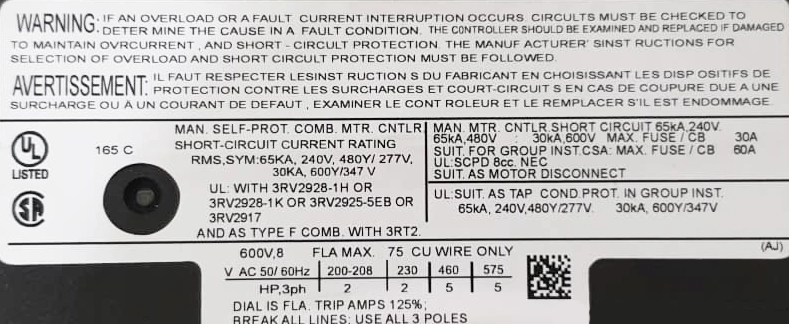 WARNING: IF AN OVERLOAD OR A FAULT CURRENT INTERRUPTION OCCURS, CIRCUITS MUST BE CHECKED TO
DETER MINE THE CAUSE IN A FAULT CONDITION. THE CONTROLLER SHOULD BE EXAMINED AND REPLACED IF DAMAGED
TO MAINTAIN OVRCURRENT , AND SHORT - CIRCULT PROTECTION. THE MANUF ACTURER'SINST RUCTIONS FOR
SELECTION OF OVERLOAD AND SHORT CIRCULT PROTECTION MUST BE FOLLOWED.
AVERTISSEMENT: IL FAUT RESPECTER LESINST RUCTION S DU FABRICANT EN CHOISISSANT LES DISP OSITIFS DE
PROTECTION CONTRE LES SURCHARGES ET COURT-CIRCUIT S EN CAS DE COUPURE DUE A UNE
SURCHARGE OU À UN COURANT DE DEFAUT , EXAMINER LE CONT ROLEUR ET LE REMPLACER S'IL EST ENDOMMAGE.
UL
LISTED
SA
165 C
MAN. SELF-PROT. COMB. MTR. CNTLR
SHORT-CIRCUIT CURRENT RATING
RMS,SYM:65KA, 240V, 480Y/ 277V,
30KA, 600Y/347 V
UL: WITH 3RV2928-1H OR
3RV2928-1K OR 3RV2925-5EB OR
3RV2917
AND AS TYPE F COMB. WITH 3RT2.
MAN. MTR. CNTLR.SHORT CIRCUIT 65kA,240V.
65kA,480V : 30kA,600V MAX. FUSE / CB 30A
SUIT. FOR GROUP INST.CSA: MAX. FUSE / CB 60A
UL:SCPD 8cc. NEC
SUIT. AS MOTOR DISCONNECT
UL:SUIT. AS TAP COND.PROT. IN GROUP INST.
65kA, 240V,480Y/277V. 30kA, 600Y/347V
600V,8 FLA MAX. 75 CU WIRE ONLY
(AJ)
V AC 50/ 60Hz 200-208 230 460 575
HP,3ph 2 2 5 5
DIAL IS FLA. TRIP AMPS 125%;
BREAK ALL LINES; USE ALL 3 POLES